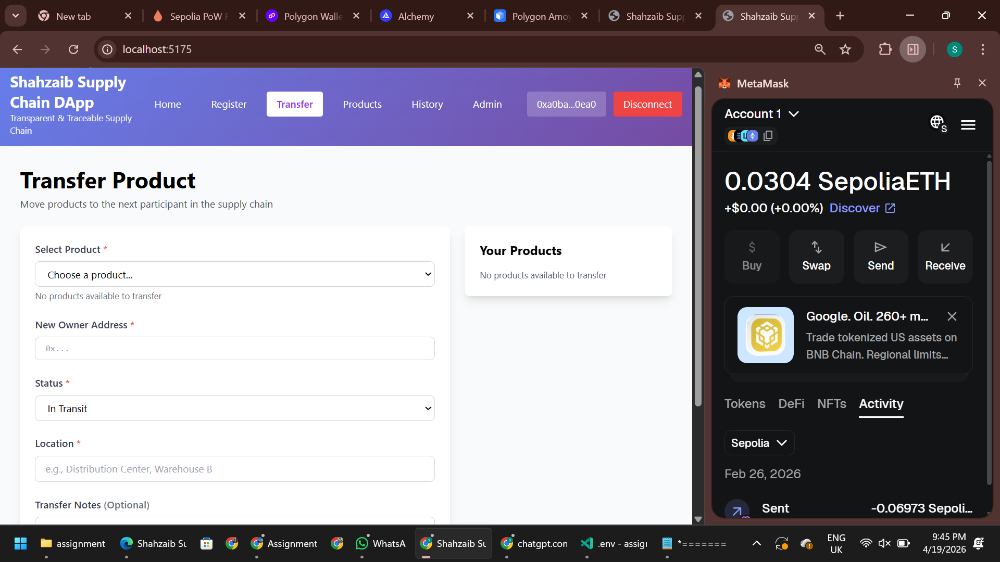 New tab
Sepolia PoW F
Polygon Walle
Alchemy
Polygon Amoy
Shahzaib Supp
Shahzaib Supp
localhost:5175
S
Shahzaib Supply
Chain DApp
Transparent & Traceable Supply
Chain
Home
Register
Transfer
Products
History
Admin
0xa0ba...0ea0
Disconnect
Transfer Product
Move products to the next participant in the supply chain
Select Product *
Choose a product...
No products available to transfer
New Owner Address *
0x...
Status *
In Transit
Location *
e.g., Distribution Center, Warehouse B
Transfer Notes (Optional)
Your Products
No products available to transfer
MetaMask
Account 1
S
0.0304 SepoliaETH
+$0.00 (+0.00%) Discover
$
Buy
Swap
Send
Receive
Google. Oil. 260+ m...
Trade tokenized US assets on
BNB Chain. Regional limits...
Tokens
DeFi
NFTs
Activity
Sepolia
Feb 26, 2026
Sent
-0.06973 Sepoli...
assignment
Shahzaib Su
Assignment
WhatsA
Shahzaib Su
chatgpt.con
.env - assign
*=======
ENG
UK
9:45 PM
4/19/2026